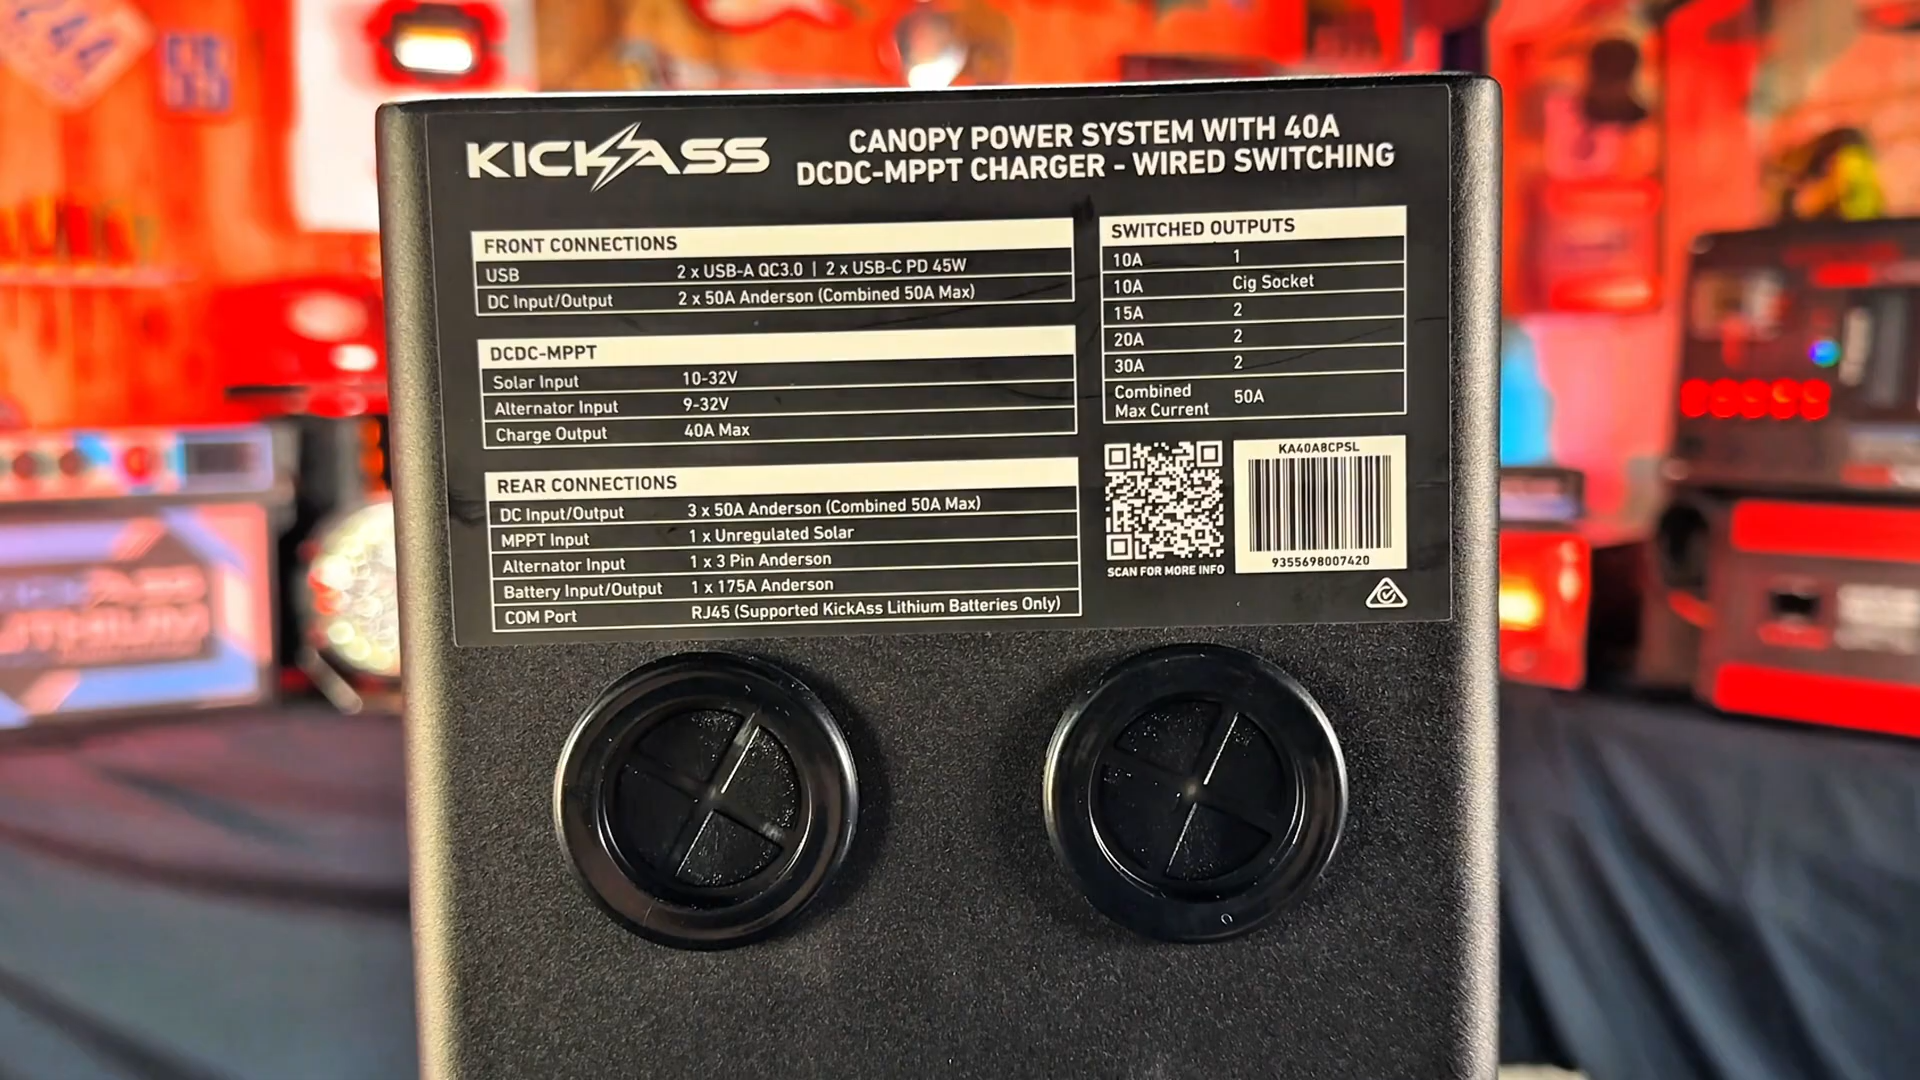 KICKASS
CANOPY POWER SYSTEM WITH 40A
DCDC-MPPT CHARGER - WIRED SWITCHING
FRONT CONNECTIONS
USB 2 x USB-A QC3.0 | 2 x USB-C PD 45W
DC Input/Output 2 x 50A Anderson (Combined 50A Max)
DCDC-MPPT
Solar Input 10-32V
Alternator Input 9-32V
Charge Output 40A Max
REAR CONNECTIONS
DC Input/Output 3 x 50A Anderson (Combined 50A Max)
MPPT Input 1 x Unregulated Solar
Alternator Input 1 x 3 Pin Anderson
Battery Input/Output 1 x 175A Anderson
COM Port RJ45 (Supported KickAss Lithium Batteries Only)
SWITCHED OUTPUTS
10A 1
10A Cig Socket
15A 2
20A 2
30A 2
Combined
Max Current 50A
SCAN FOR MORE INFO
KA40A8CPSL
9355698007420
244
55
LITHIUM